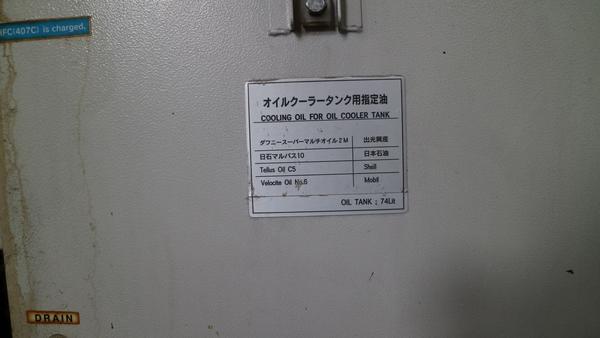 HFC(407C) is charged.
オイルクーラータンク用指定油
COOLING OIL FOR OIL COOLER TANK
ダフニースーパーマルチオイル2M 出光興産
日石マルパス10 日本石油
Tellus Oil C5 Shell
Velocite Oil No.6 Mobil
OIL TANK ; 74Lit
DRAIN